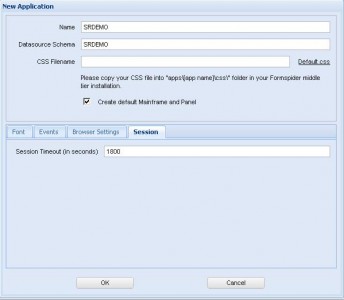 New Application
Name SRDEMO
Datasource Schema SRDEMO
CSS Filename Default.css
Please copy your CSS file into "apps\[app name]\css\" folder in your Formspider middle
tier installation.
Create default Mainframe and Panel
Font Events Browser Settings Session
Session Timeout (in seconds) 1800
OK Cancel